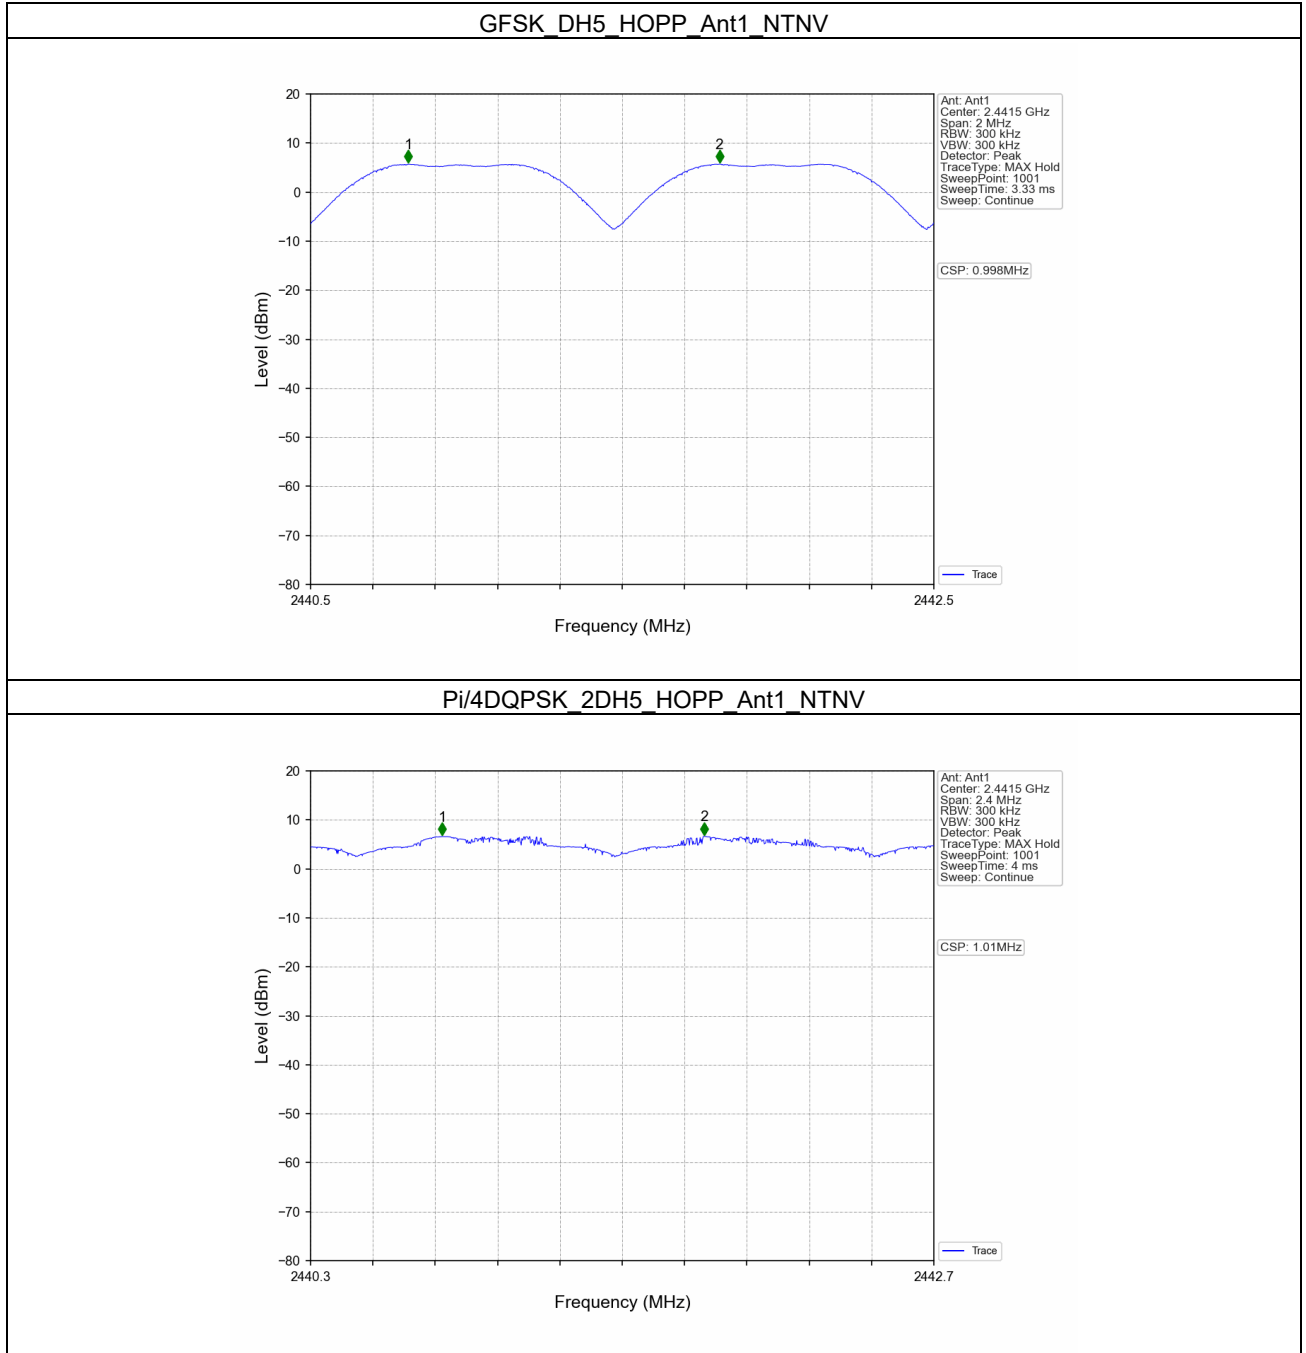 GFSK_DH5_HOPP_Ant1_NTNV
20
10
0
−10
−20
−30
−40
−50
−60
−70
−80
Level (dBm)
1
2
2440.5
2442.5
Frequency (MHz)
Ant: Ant1
Center: 2.4415 GHz
Span: 2 MHz
RBW: 300 kHz
VBW: 300 kHz
Detector: Peak
TraceType: MAX Hold
SweepPoint: 1001
SweepTime: 3.33 ms
Sweep: Continue
CSP: 0.998MHz
Trace
Pi/4DQPSK_2DH5_HOPP_Ant1_NTNV
20
10
0
−10
−20
−30
−40
−50
−60
−70
−80
Level (dBm)
1
2
2440.3
2442.7
Frequency (MHz)
Ant: Ant1
Center: 2.4415 GHz
Span: 2.4 MHz
RBW: 300 kHz
VBW: 300 kHz
Detector: Peak
TraceType: MAX Hold
SweepPoint: 1001
SweepTime: 4 ms
Sweep: Continue
CSP: 1.01MHz
Trace